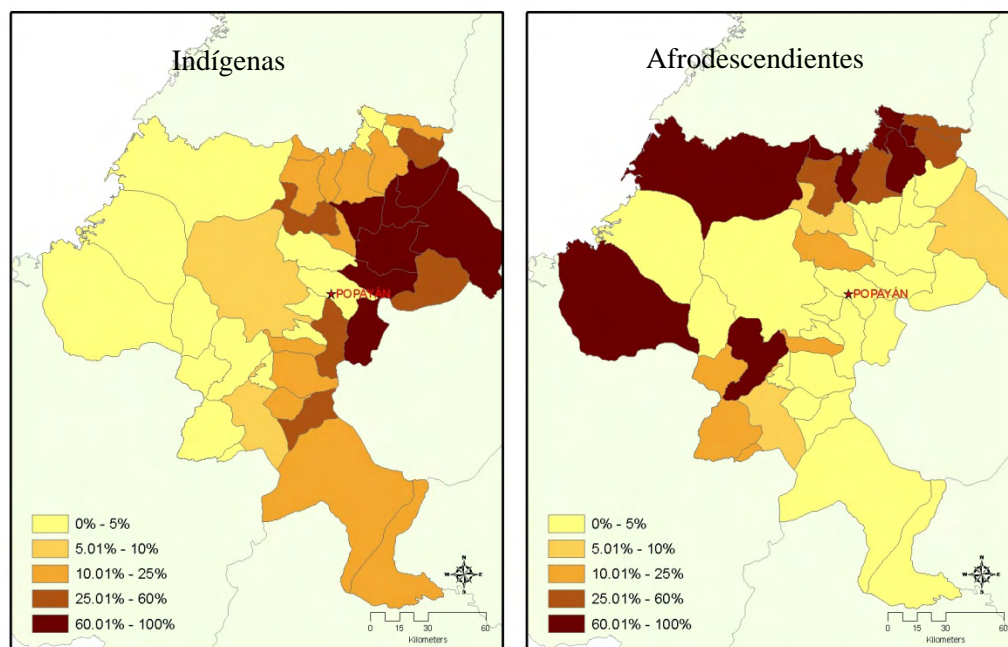 Indígenas
POPAYÁN
0% - 5%
5.01% - 10%
10.01% - 25%
25.01% - 60%
60.01% - 100%
N
W E
S
0 15 30 60
Kilometers
Afrodescendientes
POPAYÁN
0% - 5%
5.01% - 10%
10.01% - 25%
25.01% - 60%
60.01% - 100%
N
W E
S
0 15 30 60
Kilometers